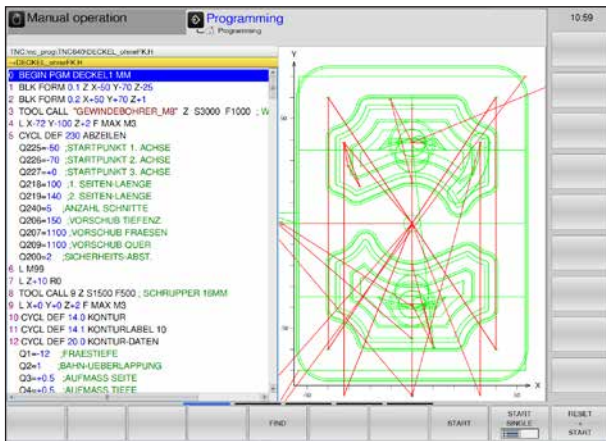 Manual operation
Programming
Programming
10:59
TNC:\nc_prog\TNC640\DECKEL_ohneFK.H
→DECKEL_ohneFK.H
0 BEGIN PGM DECKEL1 MM
1 BLK FORM 0.1 Z X-50 Y-70 Z-25
2 BLK FORM 0.2 X+50 Y+70 Z+1
3 TOOL CALL "GEWINDEBOHRER_M8" Z S3000 F1000 ; W
4 L X-72 Y-100 Z+2 F MAX M3
5 CYCL DEF 230 ABZEILEN
Q225=-50 ;STARTPUNKT 1. ACHSE
Q226=-70 ;STARTPUNKT 2. ACHSE
Q227=+0 ;STARTPUNKT 3. ACHSE
Q218=100 ;1. SEITEN-LAENGE
Q219=140 ;2. SEITEN-LAENGE
Q240=5 ;ANZAHL SCHNITTE
Q206=150 ;VORSCHUB TIEFENZ.
Q207=1100 ;VORSCHUB FRAESEN
Q209=1100 ;VORSCHUB QUER
Q200=2 ;SICHERHEITS-ABST.
6 L M99
7 L Z+10 R0
8 TOOL CALL 9 Z S1500 F500 ; SCHRUPPER 16MM
9 L X+0 Y+0 Z+2 F MAX M3
10 CYCL DEF 14.0 KONTUR
11 CYCL DEF 14.1 KONTURLABEL 10
12 CYCL DEF 20.0 KONTUR-DATEN
Q1=-12 ;FRAESTIEFE
Q2=1 ;BAHN-UEBERLAPPUNG
Q3=+0.5 ;AUFMASS SEITE
Q4=+0.5 ;AUFMASS TIEFE
Y
X
FIND
START
START
SINGLE
RESET
+
START